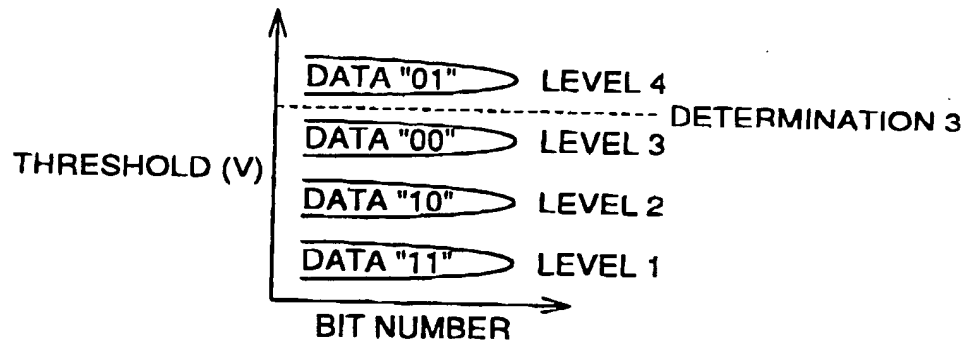 DATA "01" LEVEL 4
DETERMINATION 3
DATA "00" LEVEL 3
THRESHOLD (V)
DATA "10" LEVEL 2
DATA "11" LEVEL 1
BIT NUMBER